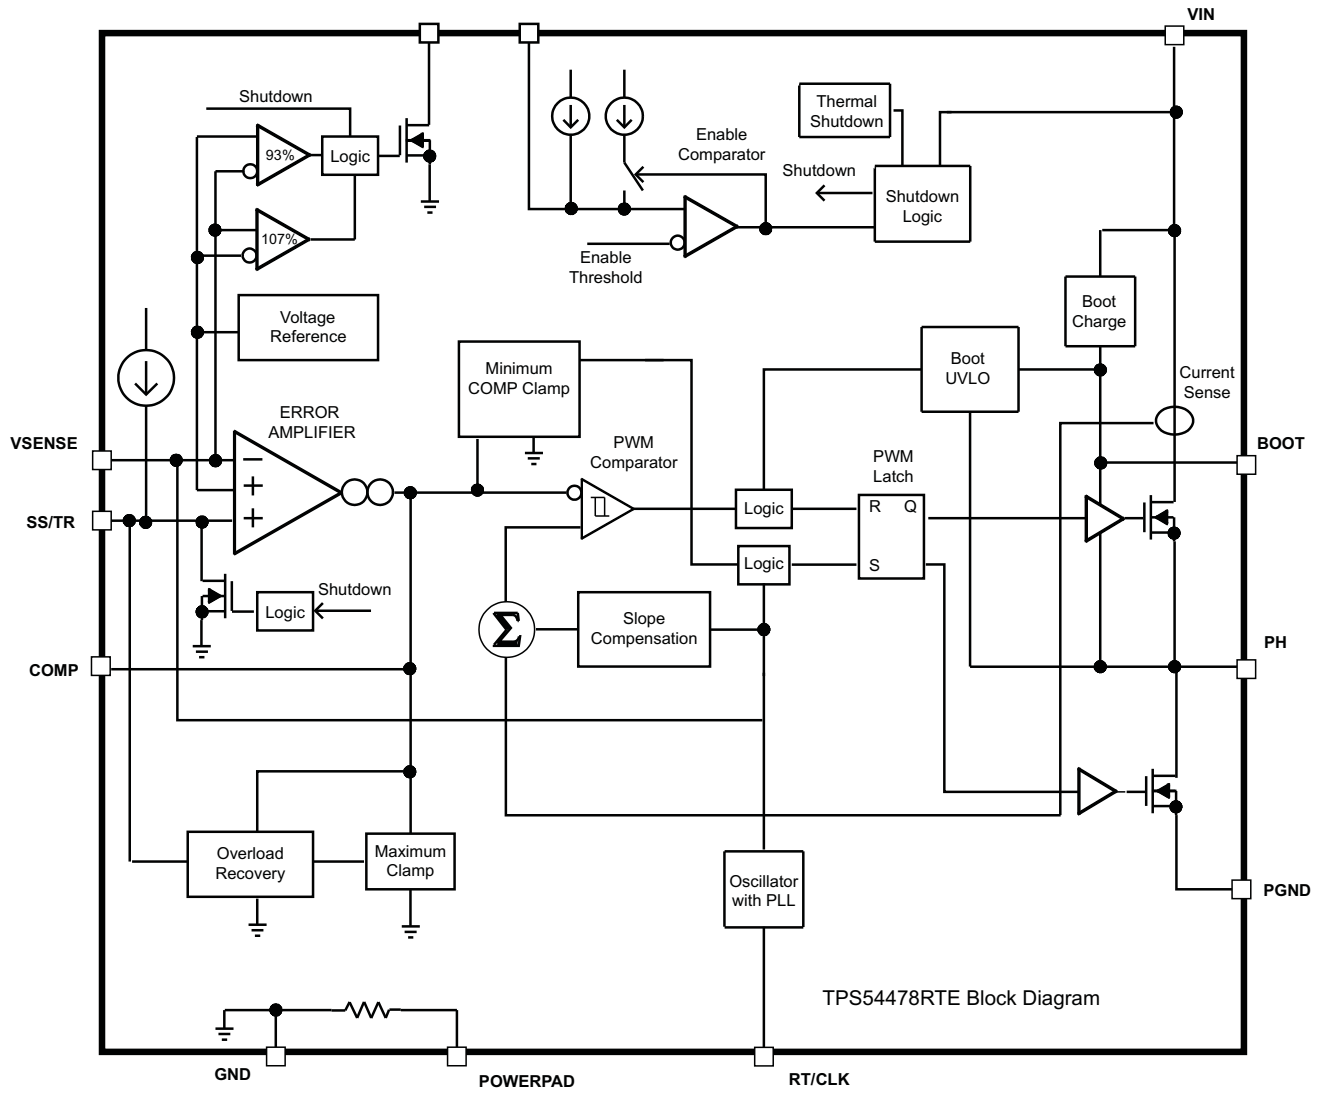 VIN
Shutdown
93%
Logic
107%
Enable
Comparator
Thermal
Shutdown
Shutdown
Shutdown
Logic
Enable
Threshold
Voltage
Reference
Boot
Charge
Minimum
COMP Clamp
Boot
UVLO
Current
Sense
ERROR
AMPLIFIER
VSENSE
PWM
Comparator
PWM
Latch
BOOT
−
+
+
SS/TR
Logic
R Q
S
Logic
Shutdown
Logic
Σ
Slope
Compensation
PH
COMP
Overload
Recovery
Maximum
Clamp
Oscillator
with PLL
PGND
TPS54478RTE Block Diagram
GND
POWERPAD
RT/CLK